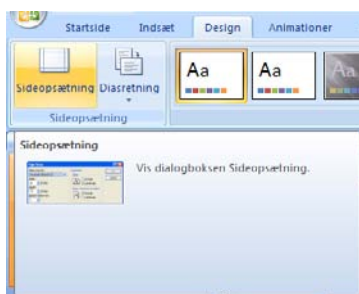 Startside Indsæt Design Animationer
Sideopsætning Diasretning
Aa Aa Aa
Sideopsætning
Sideopsætning
Vis dialogboksen Sideopsætning.